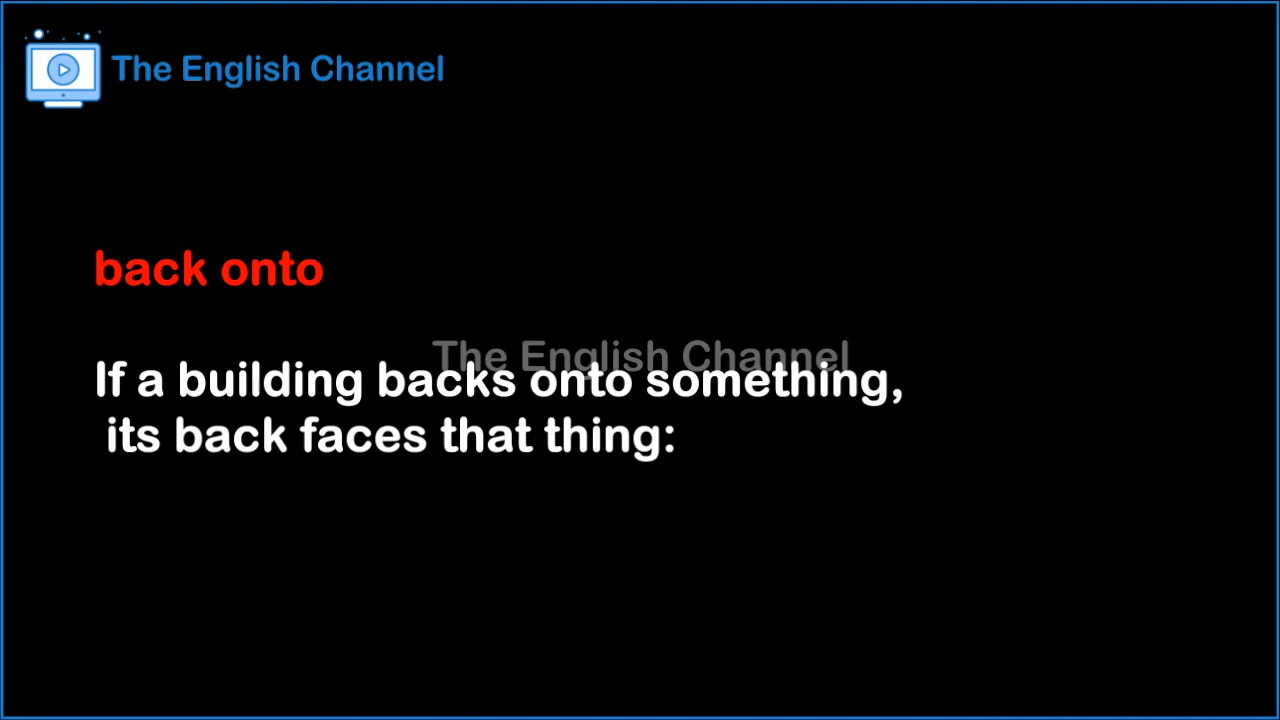 The English Channel
back onto
The English Channel
If a building backs onto something,
its back faces that thing: